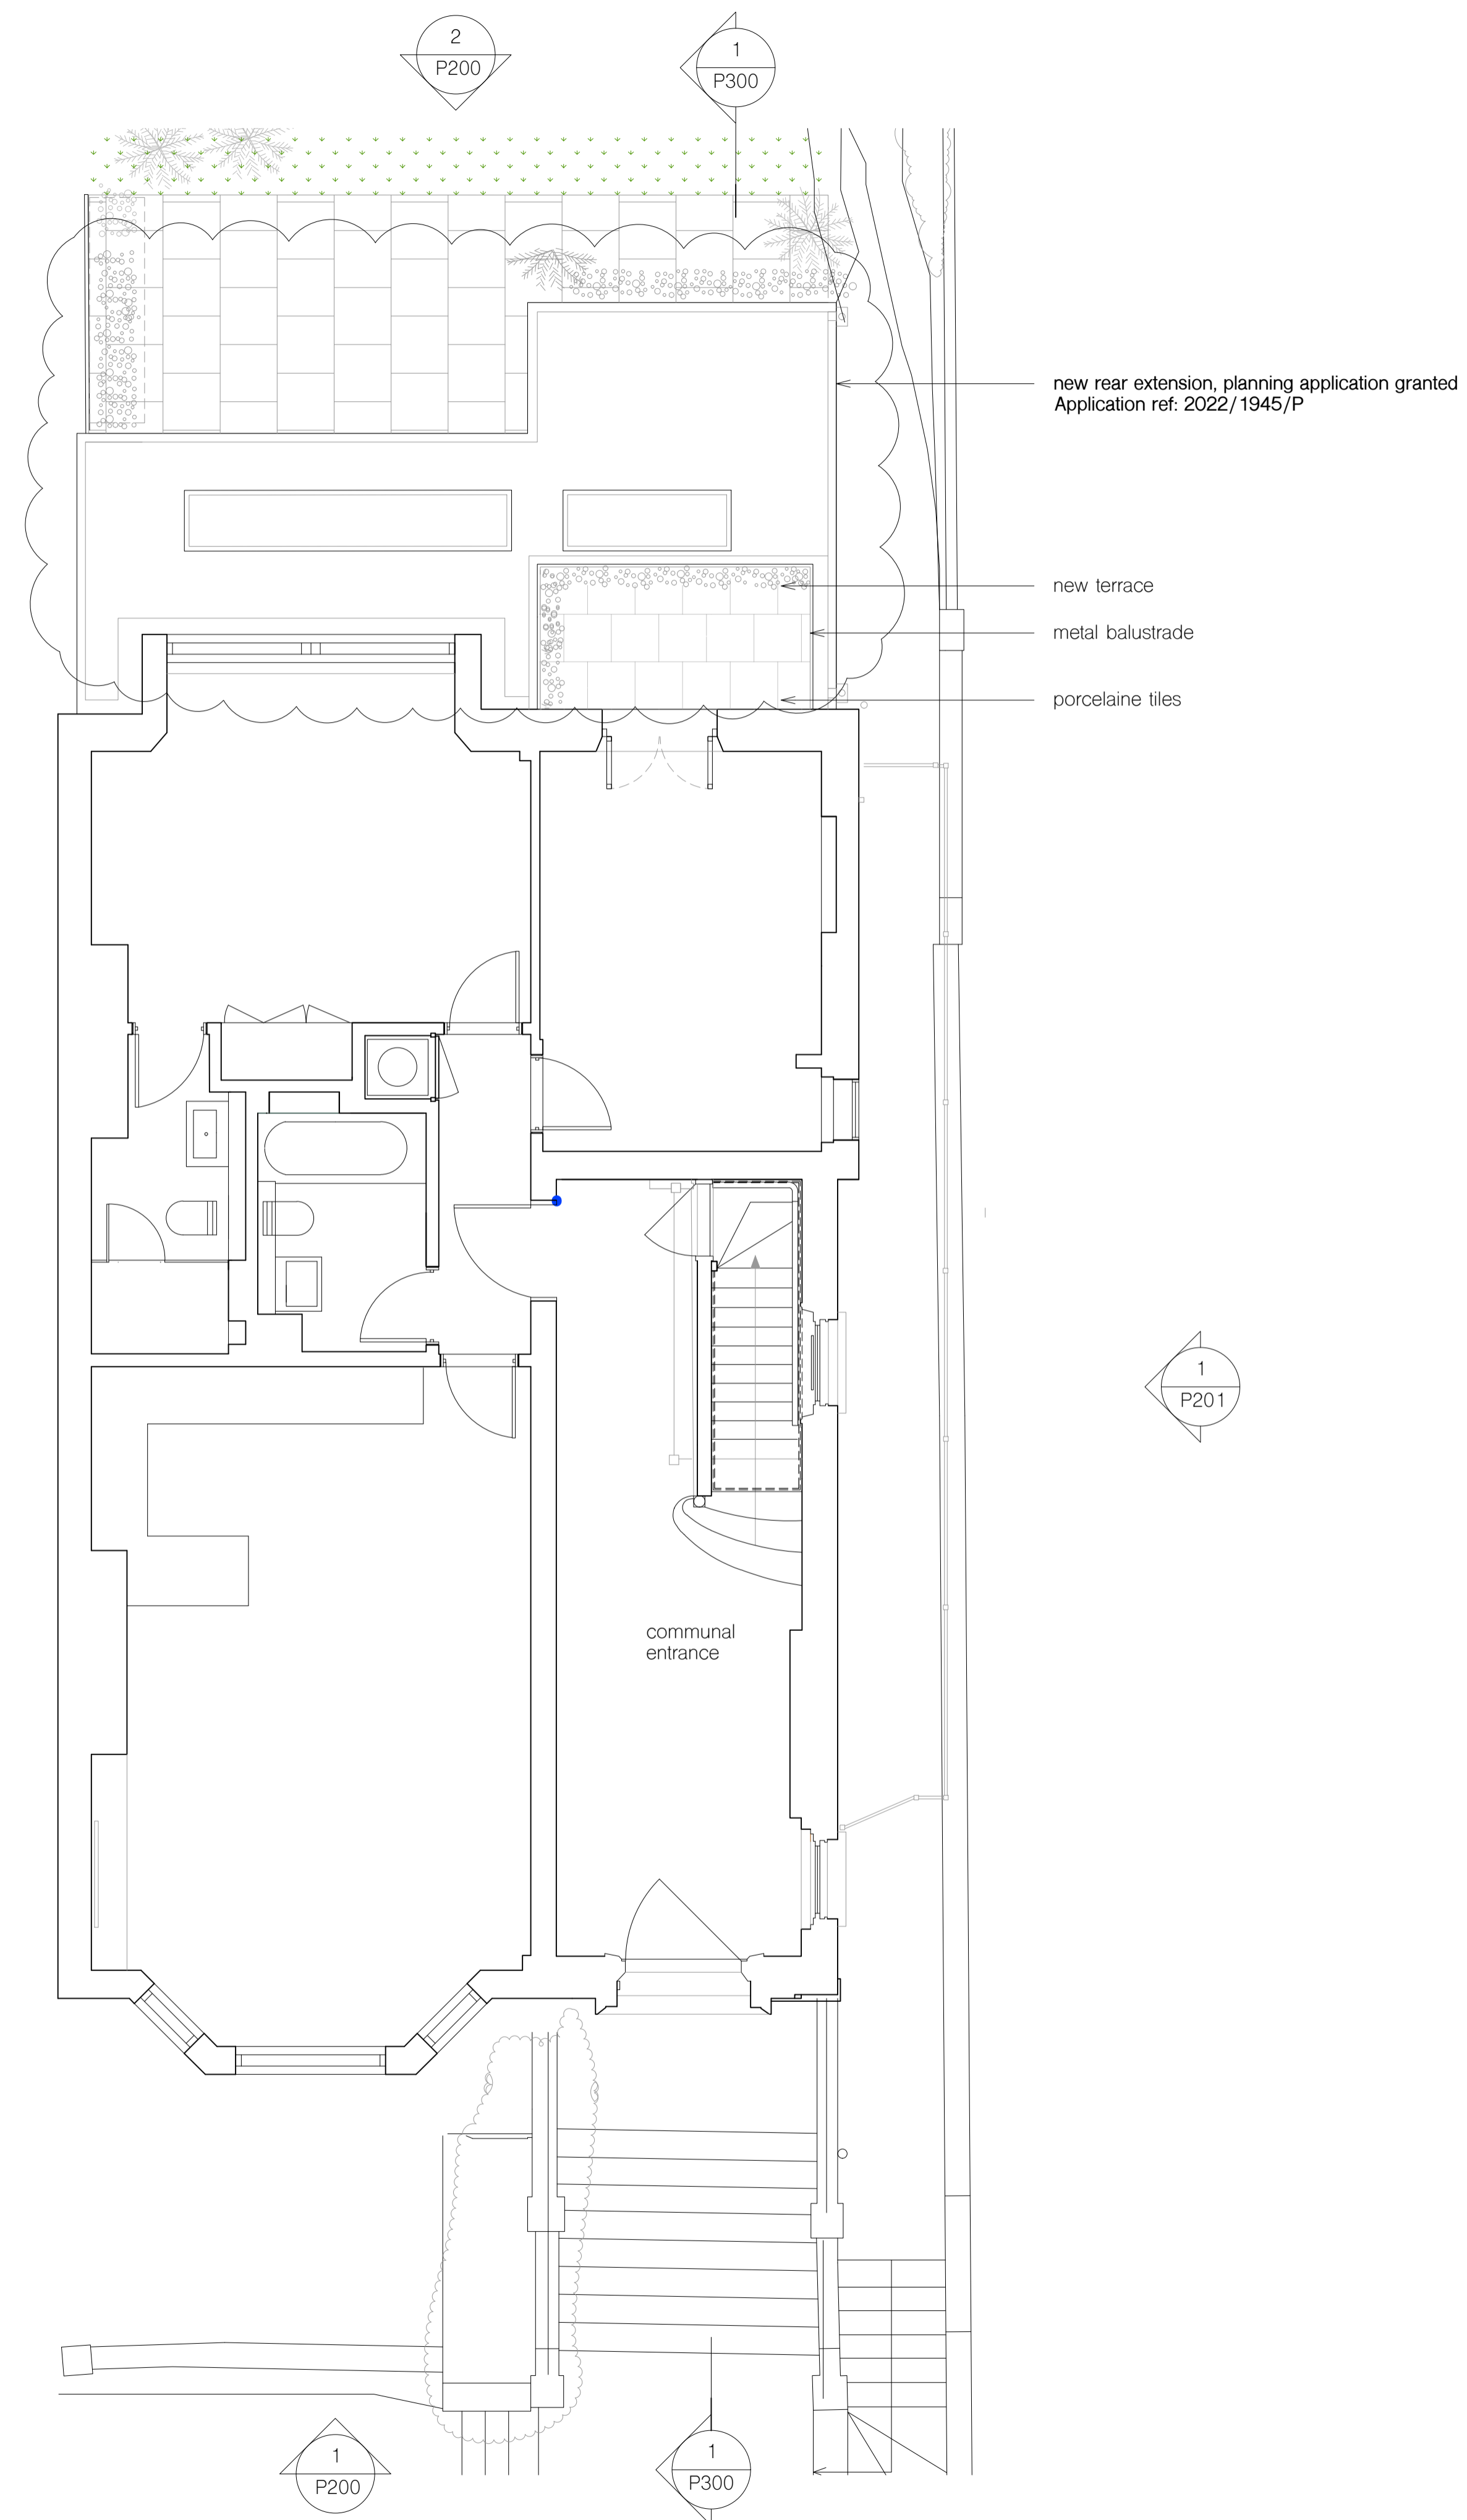 2
P200
1
P300
new rear extension, planning application granted
Application ref: 2022/1945/P
new terrace
metal balustrade
porcelaine tiles
1
P201
communal
entrance
1
P200
1
P300